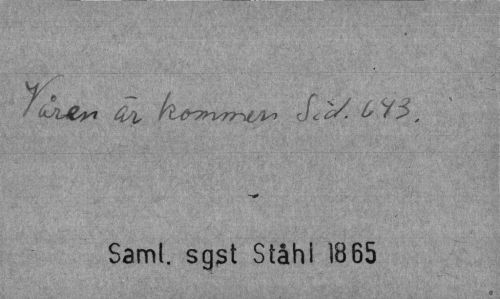 Våren är kommen Sid. 643.
Saml. sgst Ståhl 1865